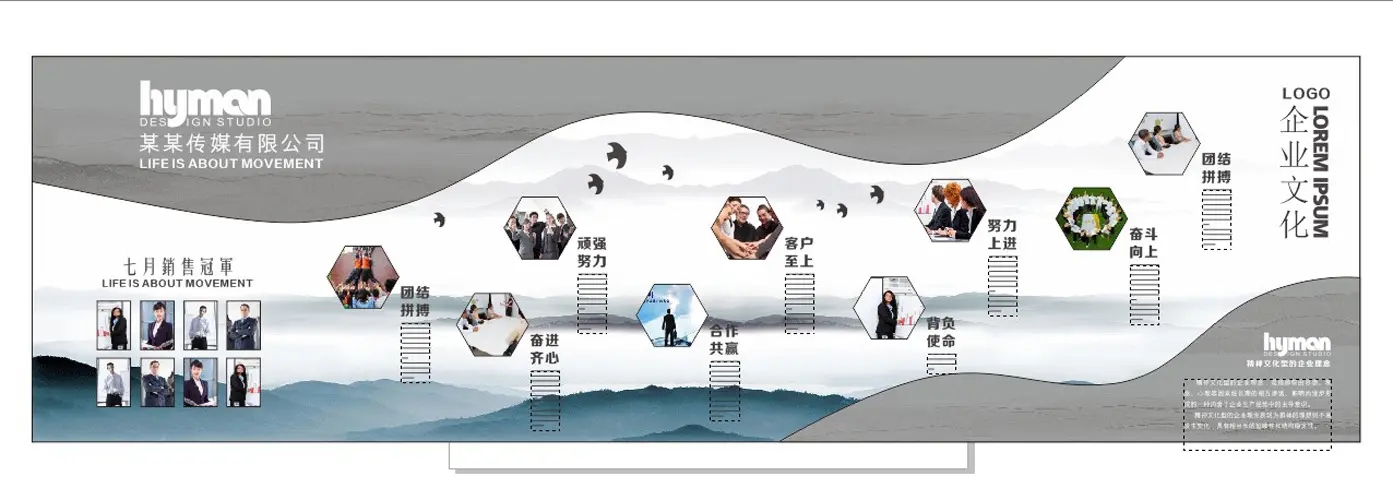 hyman
DESIGN STUDIO
某某传媒有限公司
LIFE IS ABOUT MOVEMENT
七月銷售冠軍
LIFE IS ABOUT MOVEMENT
团结
拼搏
奋进
齐心
顽强
努力
合作
共赢
客户
至上
背负
使命
努力
上进
奋斗
向上
团结
拼搏
LOGO
企业文化
LOREM IPSUM
hyman
DESIGN STUDIO
精神文化型的企业理念